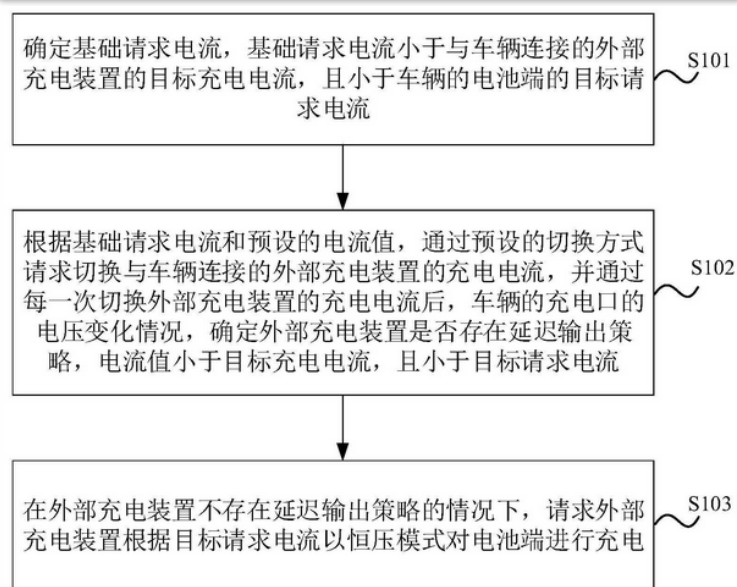 确定基础请求电流，基础请求电流小于与车辆连接的外部
充电装置的目标充电电流，且小于车辆的电池端的目标请
求电流
S101
根据基础请求电流和预设的电流值，通过预设的切换方式
请求切换与车辆连接的外部充电装置的充电电流，并通过
每一次切换外部充电装置的充电电流后，车辆的充电口的
电压变化情况，确定外部充电装置是否存在延迟输出策
略，电流值小于目标充电电流，且小于目标请求电流
S102
在外部充电装置不存在延迟输出策略的情况下，请求外部
充电装置根据目标请求电流以恒压模式对电池端进行充电
S103